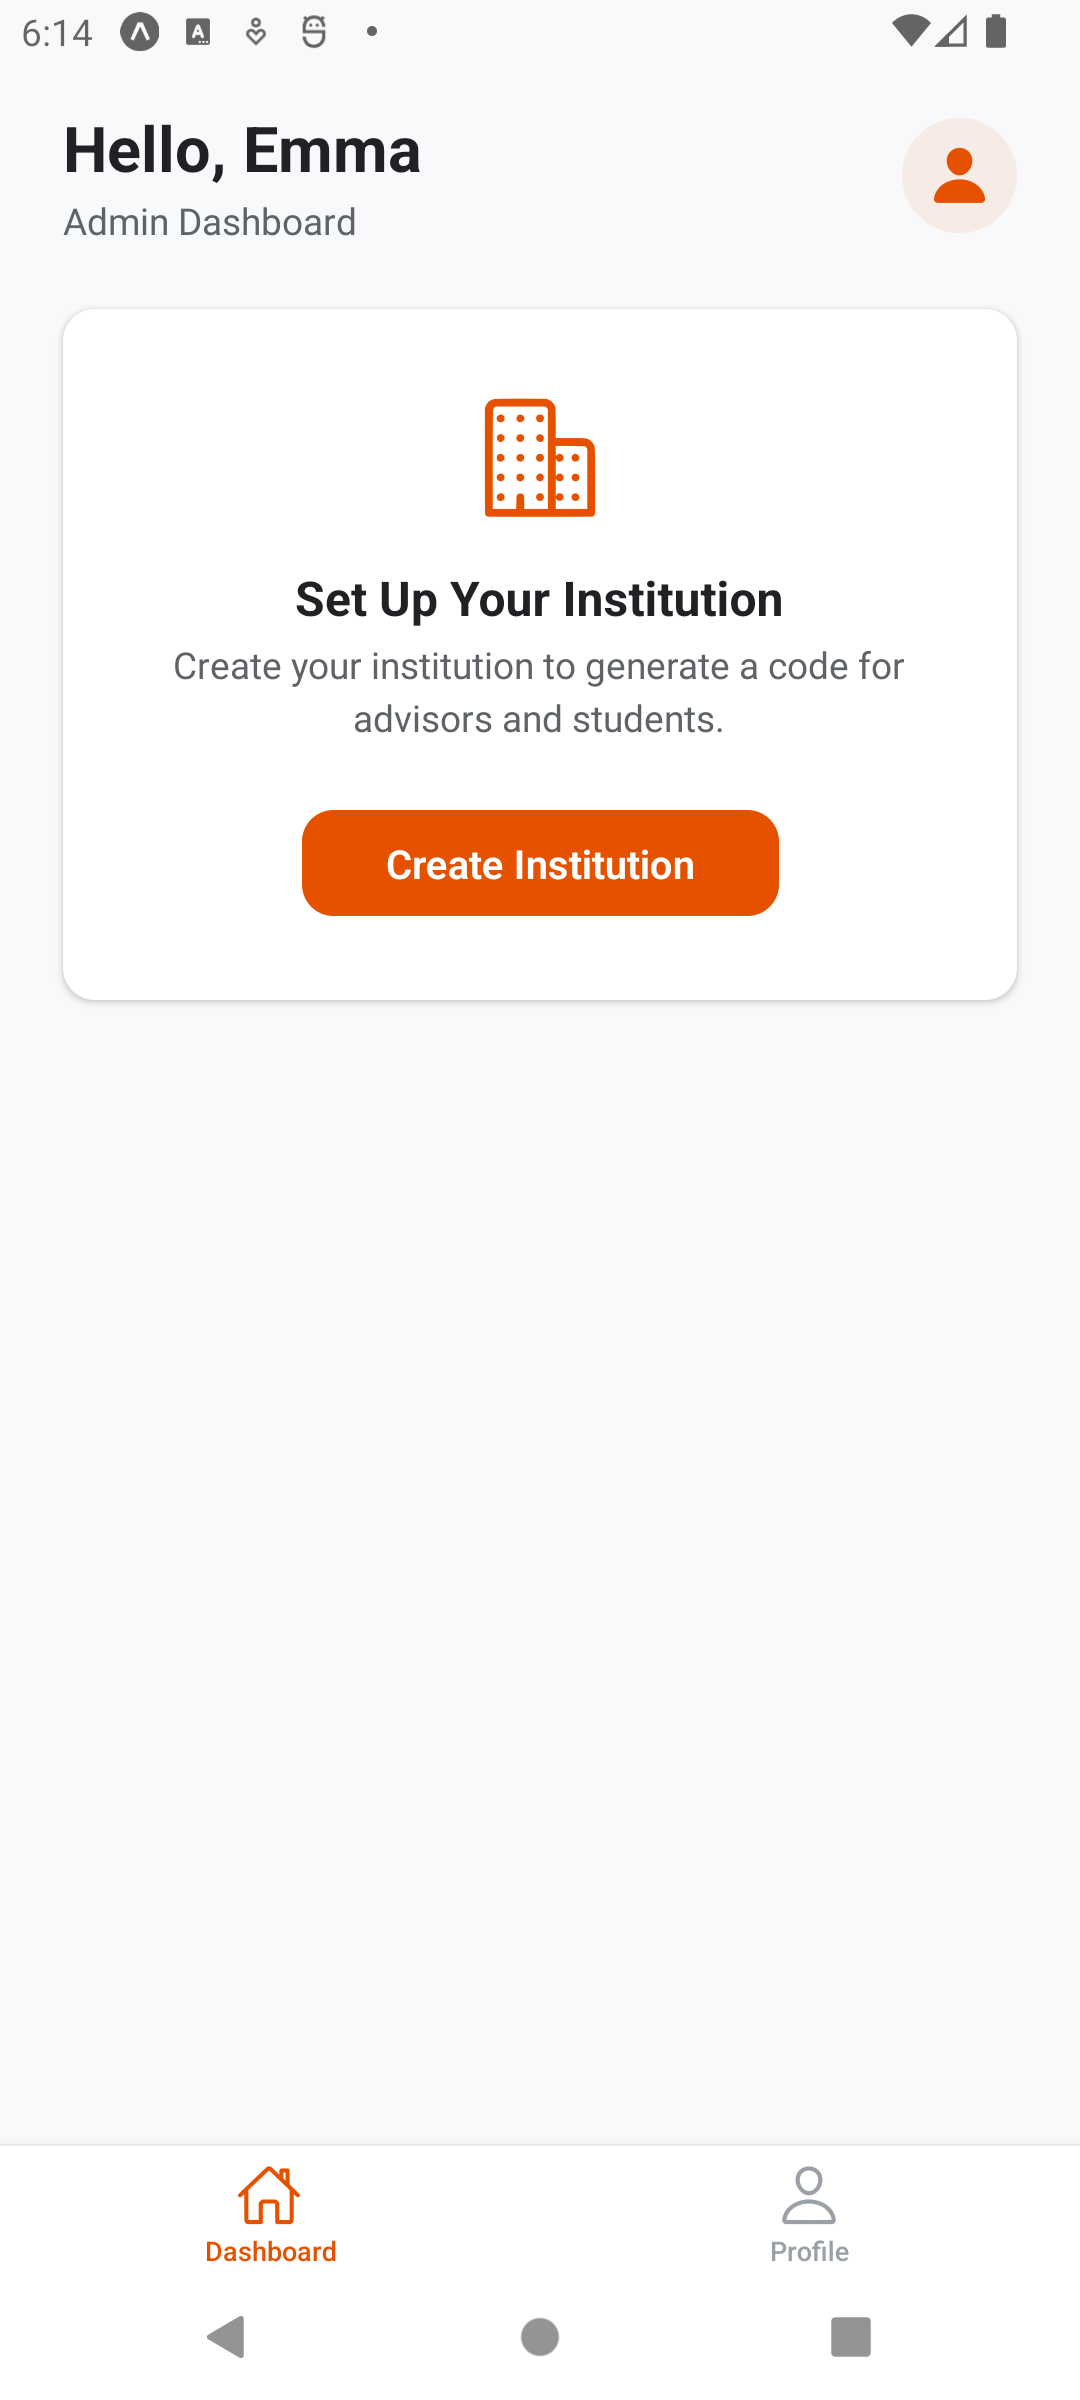 6:14
Hello, Emma
Admin Dashboard
Set Up Your Institution
Create your institution to generate a code for
advisors and students.
Create Institution
Dashboard
Profile